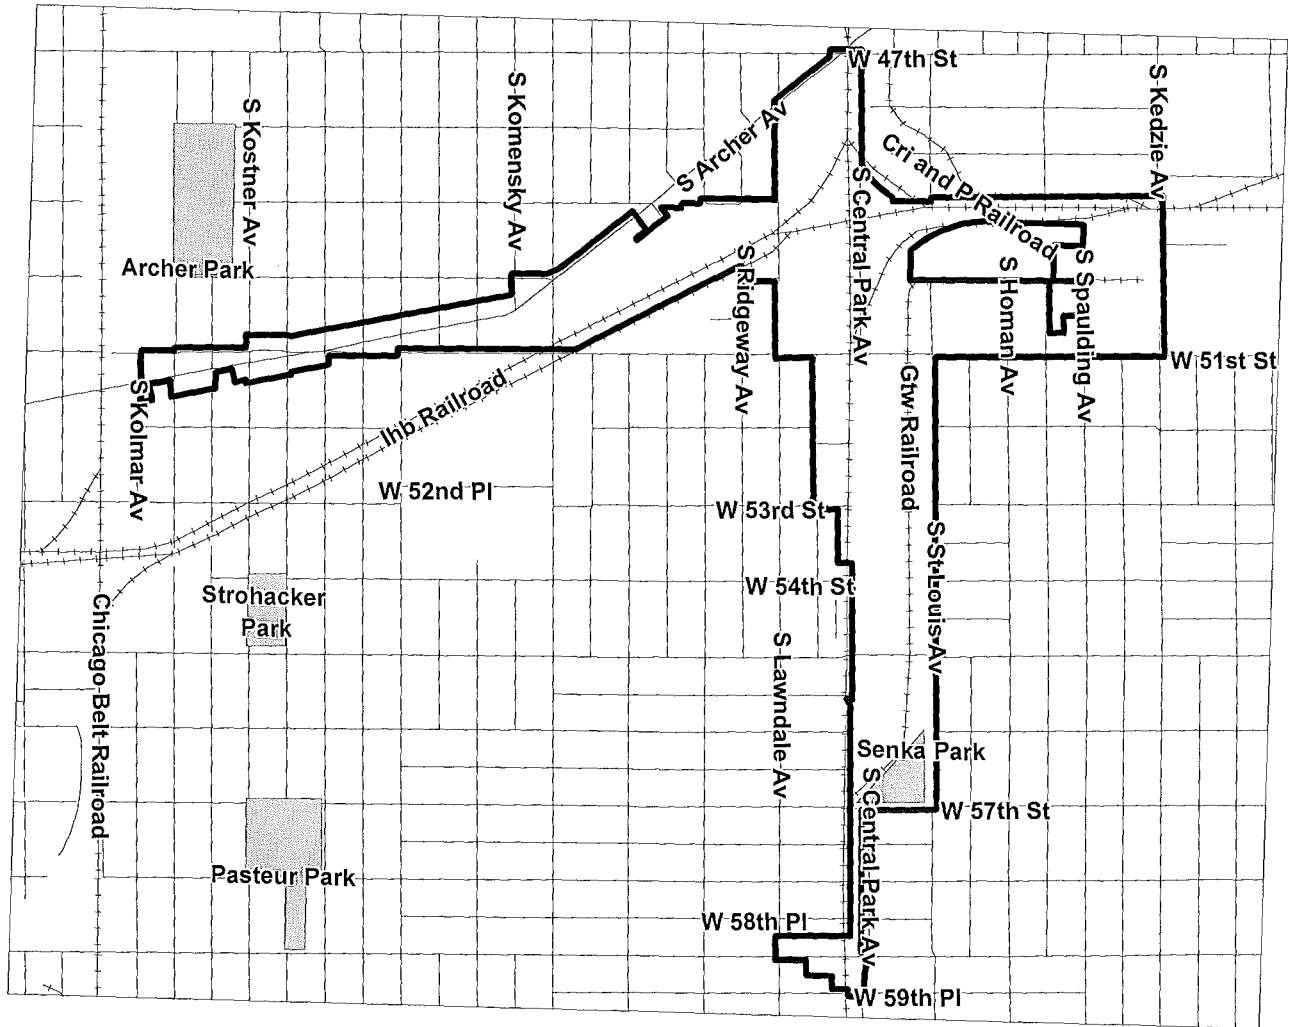 W 47th St
S Kedzie Av
S Komensky Av
S Kostner Av
S Archer Av
Cri and P Railroad
S Central Park Av
Archer Park
S Ridgeway Av
S Homan Av
S Spaulding Av
W 51st St
S Kolmar Av
Ihb Railroad
Gtw Railroad
W 52nd Pl
W 53rd St
S St Louis Av
W 54th St
Strohacker
Park
Chicago Belt Railroad
S Lawndale Av
Senka Park
S Central Park Av
W 57th St
Pasteur Park
W 58th Pl
W 59th Pl